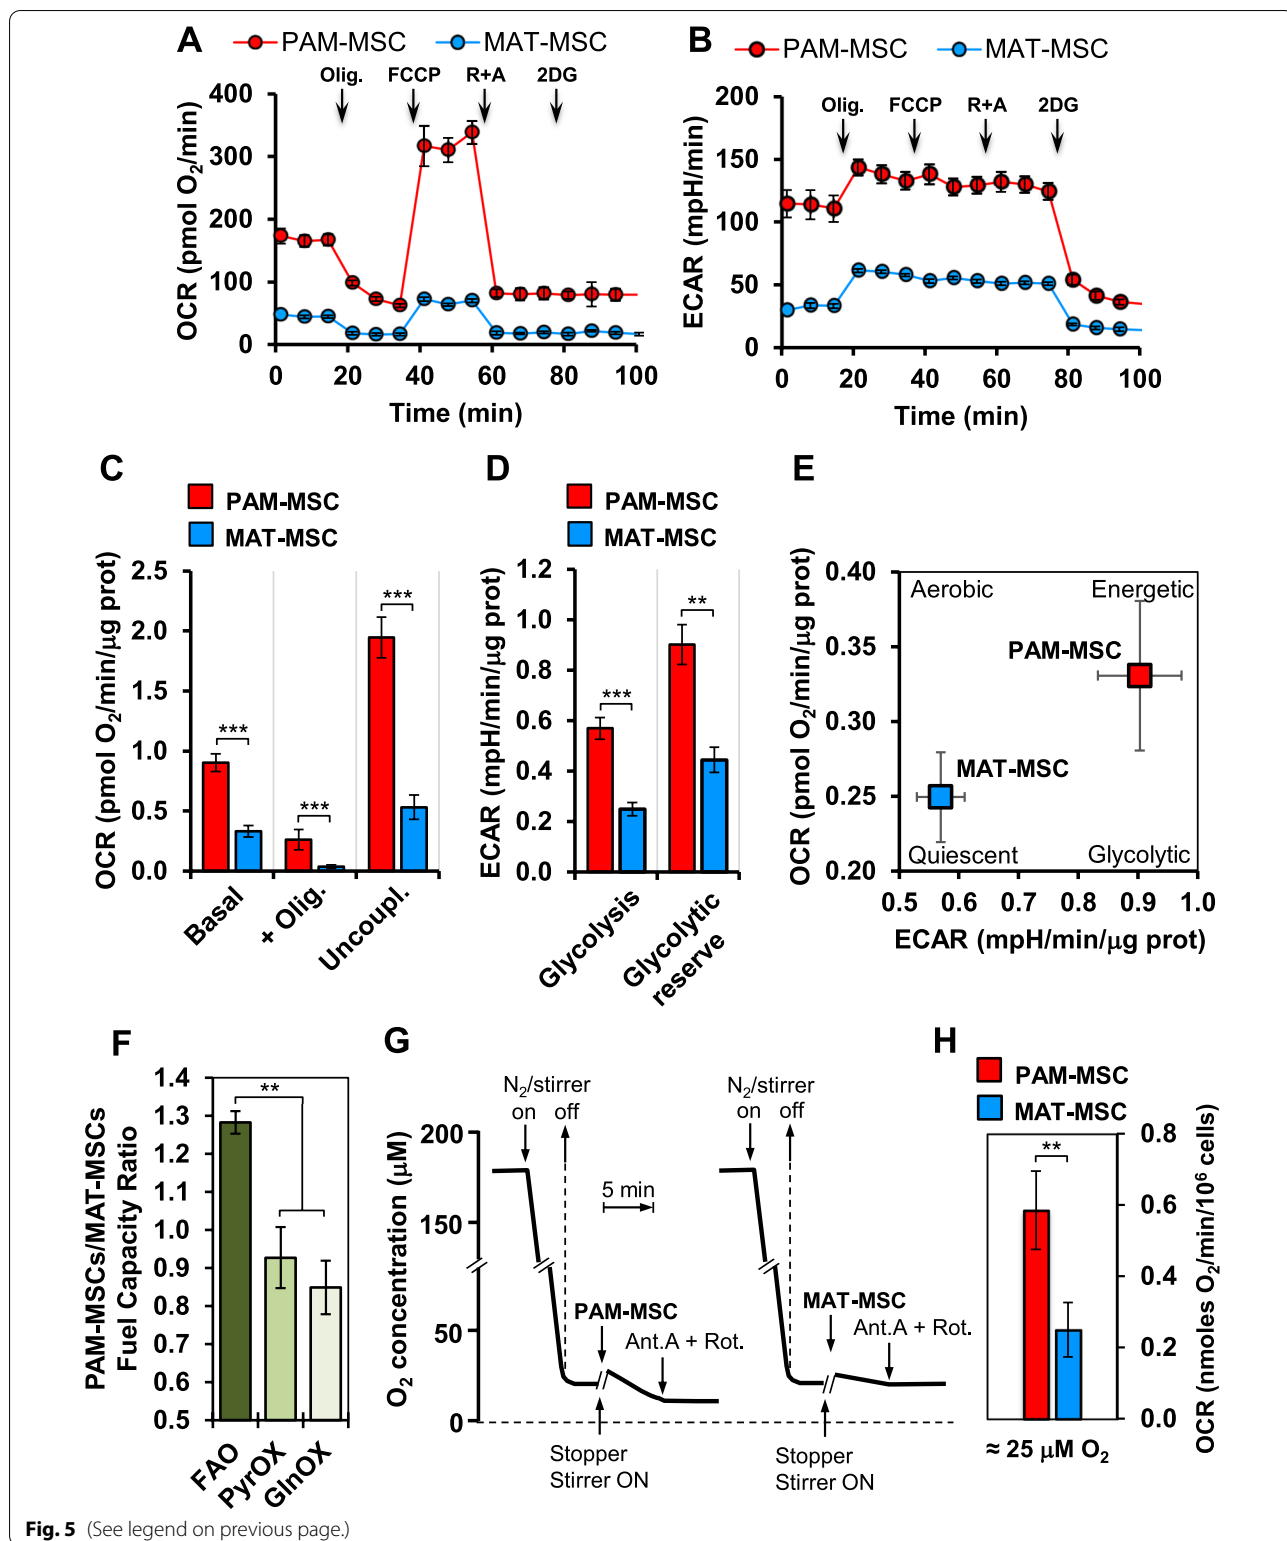 A
PAM-MSC MAT-MSC
Olig. FCCP R+A 2DG
OCR (pmol O2/min)
400
300
200
100
0
0 20 40 60 80 100
Time (min)
B
PAM-MSC MAT-MSC
Olig. FCCP R+A 2DG
ECAR (mpH/min)
200
150
100
50
0
0 20 40 60 80 100
Time (min)
C
PAM-MSC
MAT-MSC
OCR (pmol O2/min/µg prot)
2.5
2.0
1.5
1.0
0.5
0.0
*** *** ***
Basal + Olig. Uncoupl.
D
PAM-MSC
MAT-MSC
ECAR (mpH/min/µg prot)
1.2
1.0
0.8
0.6
0.4
0.2
0.0
*** **
Glycolysis Glycolytic
reserve
E
OCR (pmol O2/min/µg prot)
0.40
0.35
0.30
0.25
0.20
Aerobic Energetic
PAM-MSC
MAT-MSC
Quiescent Glycolytic
0.5 0.6 0.7 0.8 0.9 1.0
ECAR (mpH/min/µg prot)
F
PAM-MSCs/MAT-MSCs
Fuel Capacity Ratio
1.4
1.3
1.2
1.1
1.0
0.9
0.8
0.7
0.6
0.5
**
FAO PyrOX GlnOX
G
O2 concentration (µM)
200
150
50
0
N2/stirrer
on off
5 min
PAM-MSC
Ant.A + Rot.
Stopper
Stirrer ON
N2/stirrer
on off
MAT-MSC
Ant.A + Rot.
Stopper
Stirrer ON
H
PAM-MSC
MAT-MSC
**
0.8
0.6
0.4
0.2
0.0
OCR (nmoles O2/min/10⁶ cells)
≈ 25 µM O2
Fig. 5 (See legend on previous page.)